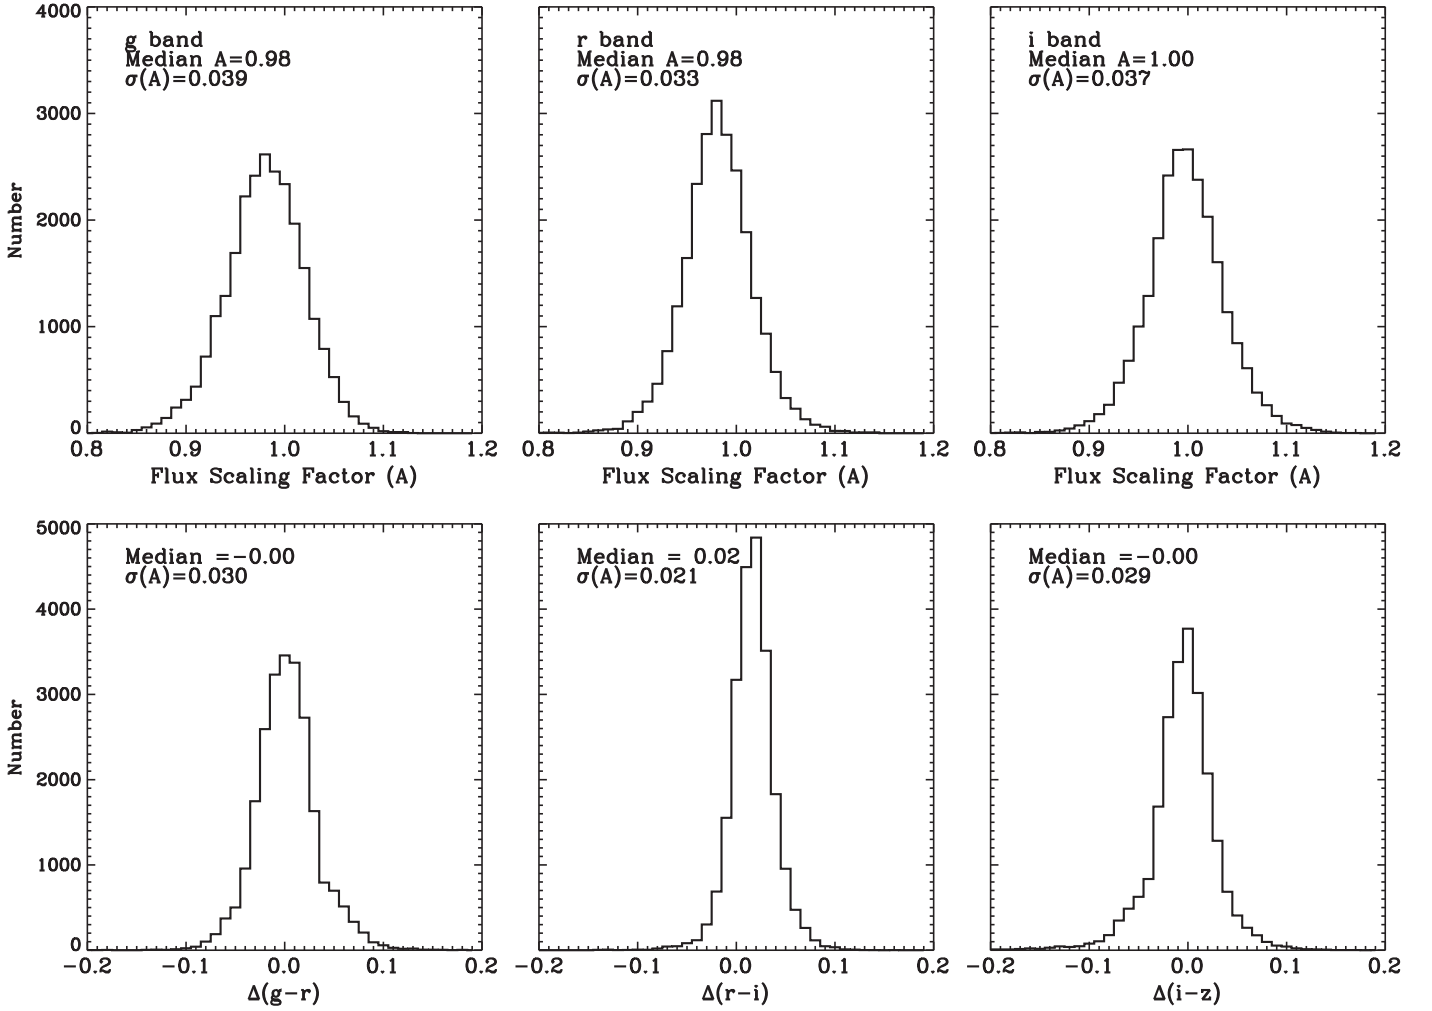 4000
3000
2000
1000
0
Number
g band
Median A=0.98
σ(A)=0.039
0.8 0.9 1.0 1.1 1.2
Flux Scaling Factor (A)
r band
Median A=0.98
σ(A)=0.033
0.8 0.9 1.0 1.1 1.2
Flux Scaling Factor (A)
i band
Median A=1.00
σ(A)=0.037
0.8 0.9 1.0 1.1 1.2
Flux Scaling Factor (A)
5000
4000
3000
2000
1000
0
Number
Median =-0.00
σ(A)=0.030
-0.2 -0.1 0.0 0.1 0.2
Δ(g-r)
Median = 0.02
σ(A)=0.021
-0.2 -0.1 0.0 0.1 0.2
Δ(r-i)
Median =-0.00
σ(A)=0.029
-0.2 -0.1 0.0 0.1 0.2
Δ(i-z)